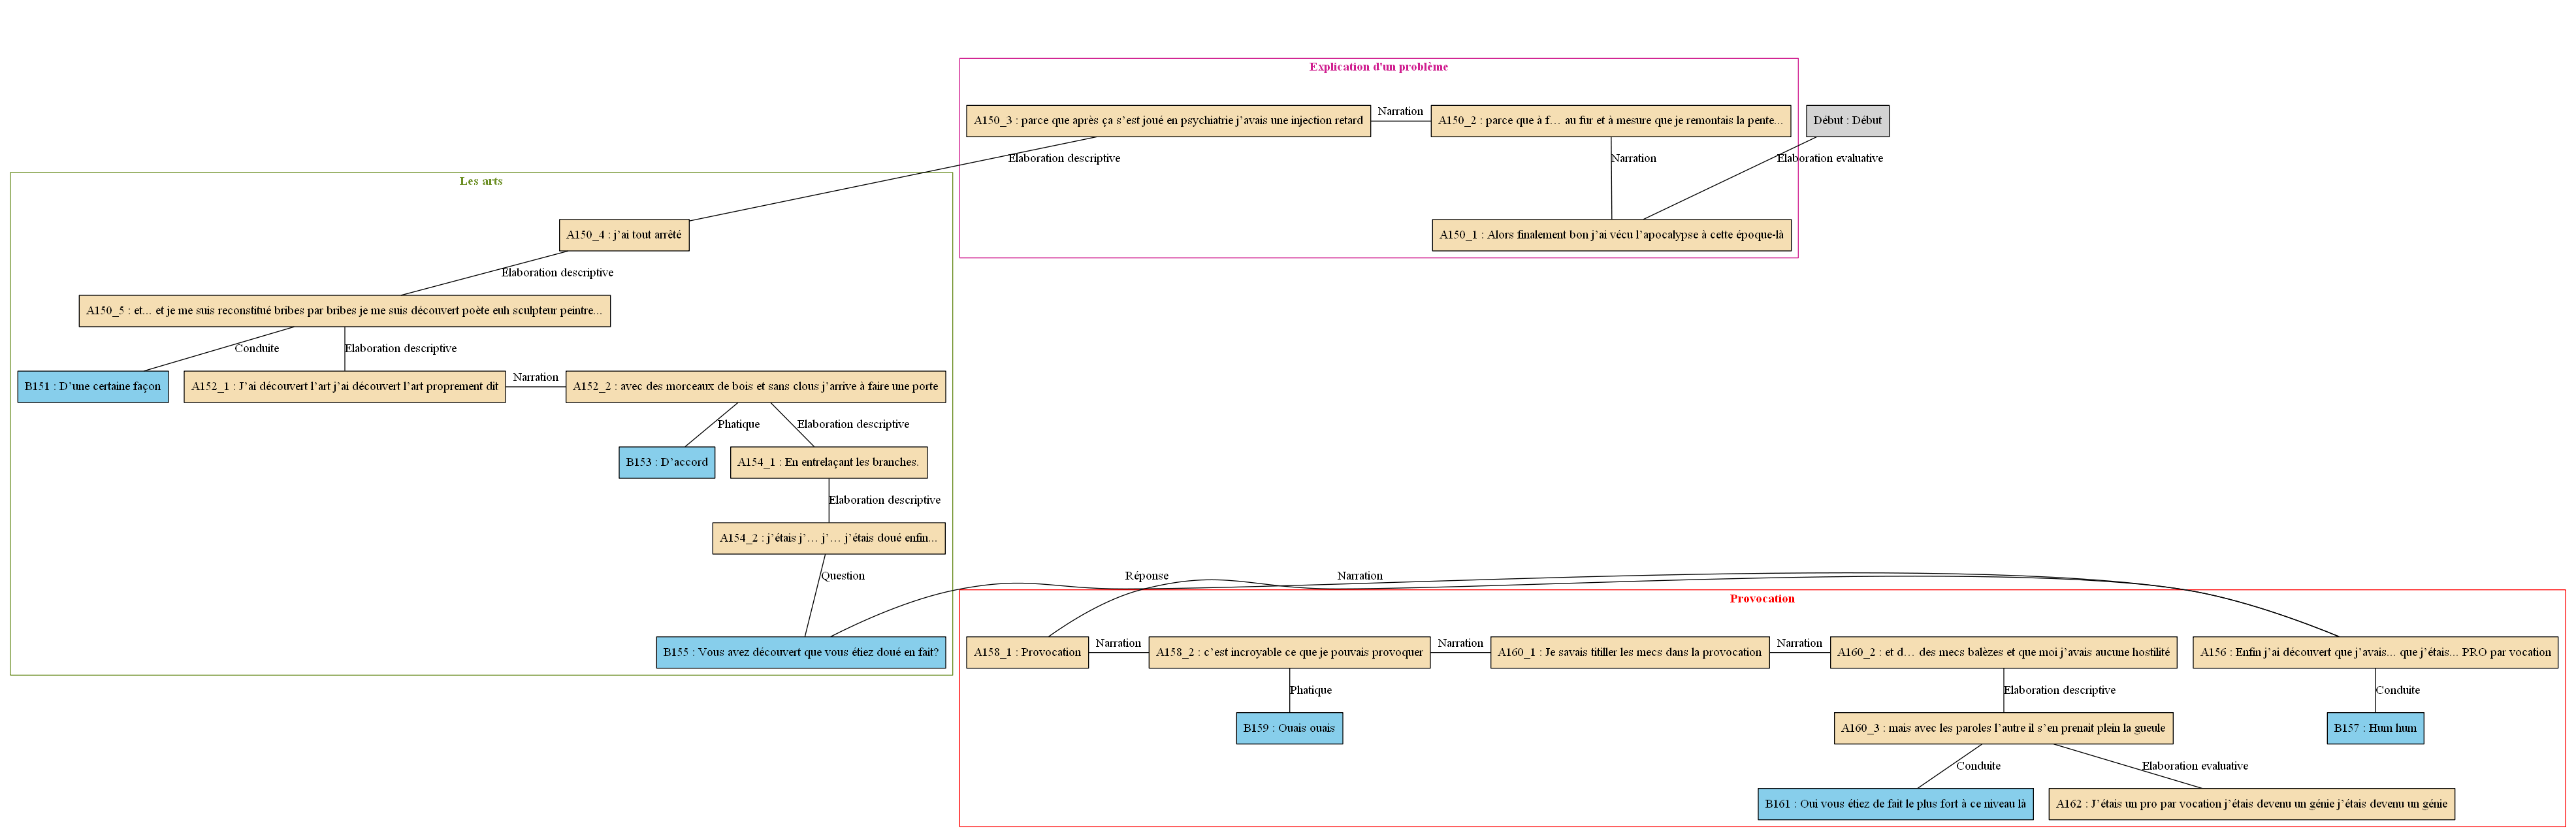 Explication d'un problème
A150_3 : parce que après ça s’est joué en psychiatrie j’avais une injection retard
Narration
A150_2 : parce que à f… au fur et à mesure que je remontais la pente...
Début : Début
Elaboration descriptive
Narration
Elaboration evaluative
Les arts
A150_4 : j’ai tout arrêté
A150_1 : Alors finalement bon j’ai vécu l’apocalypse à cette époque-là
Elaboration descriptive
A150_5 : et... et je me suis reconstitué bribes par bribes je me suis découvert poète euh sculpteur peintre...
Conduite
Elaboration descriptive
B151 : D’une certaine façon
A152_1 : J’ai découvert l’art j’ai découvert l’art proprement dit
Narration
A152_2 : avec des morceaux de bois et sans clous j’arrive à faire une porte
Phatique
Elaboration descriptive
B153 : D’accord
A154_1 : En entrelaçant les branches.
Elaboration descriptive
A154_2 : j’étais j’… j’… j’étais doué enfin...
Question
Réponse
Narration
Provocation
B155 : Vous avez découvert que vous étiez doué en fait?
A158_1 : Provocation
Narration
A158_2 : c’est incroyable ce que je pouvais provoquer
Narration
A160_1 : Je savais titiller les mecs dans la provocation
Narration
A160_2 : et d… des mecs balèzes et que moi j’avais aucune hostilité
A156 : Enfin j’ai découvert que j’avais... que j’étais... PRO par vocation
Phatique
Elaboration descriptive
Conduite
B159 : Ouais ouais
A160_3 : mais avec les paroles l’autre il s’en prenait plein la gueule
B157 : Hum hum
Conduite
Elaboration evaluative
B161 : Oui vous étiez de fait le plus fort à ce niveau là
A162 : J’étais un pro par vocation j’étais devenu un génie j’étais devenu un génie